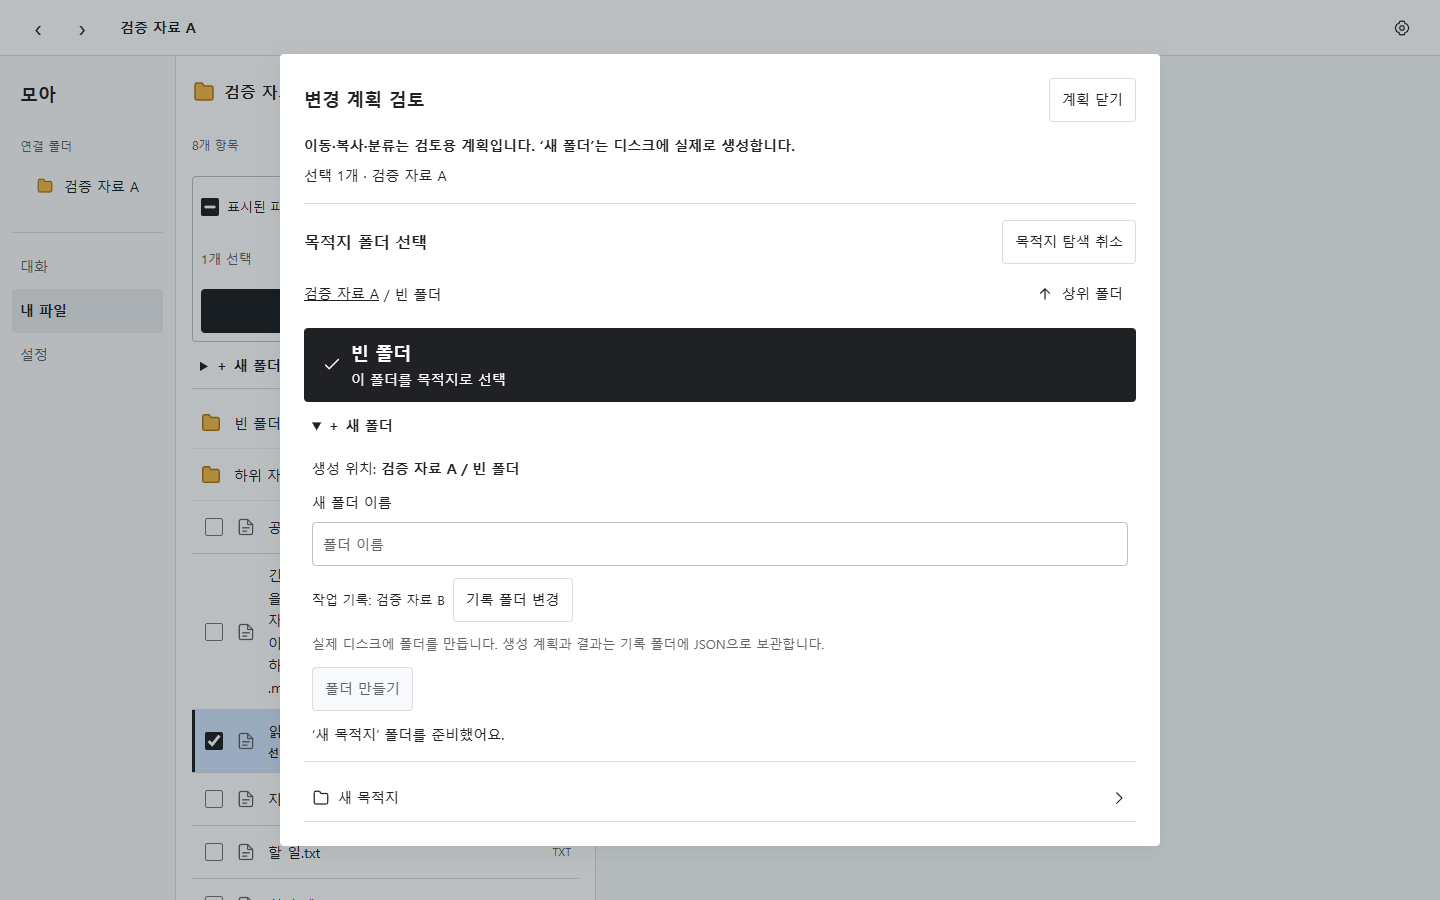 검증 자료 A
모아
연결 폴더
검증 자료 A
대화
내 파일
설정
검증 자
8개 항목
표시된 파
1개 선택
+ 새 폴더
빈 폴더
하위 자
공
긴
을
자
이
하
.m
읽
선
지
할 일.txt
TXT
변경 계획 검토
계획 닫기
이동·복사·분류는 검토용 계획입니다. ‘새 폴더’는 디스크에 실제로 생성합니다.
선택 1개 · 검증 자료 A
목적지 폴더 선택
목적지 탐색 취소
검증 자료 A / 빈 폴더
상위 폴더
빈 폴더
이 폴더를 목적지로 선택
+ 새 폴더
생성 위치: 검증 자료 A / 빈 폴더
새 폴더 이름
폴더 이름
작업 기록: 검증 자료 B
기록 폴더 변경
실제 디스크에 폴더를 만듭니다. 생성 계획과 결과는 기록 폴더에 JSON으로 보관합니다.
폴더 만들기
‘새 목적지’ 폴더를 준비했어요.
새 목적지